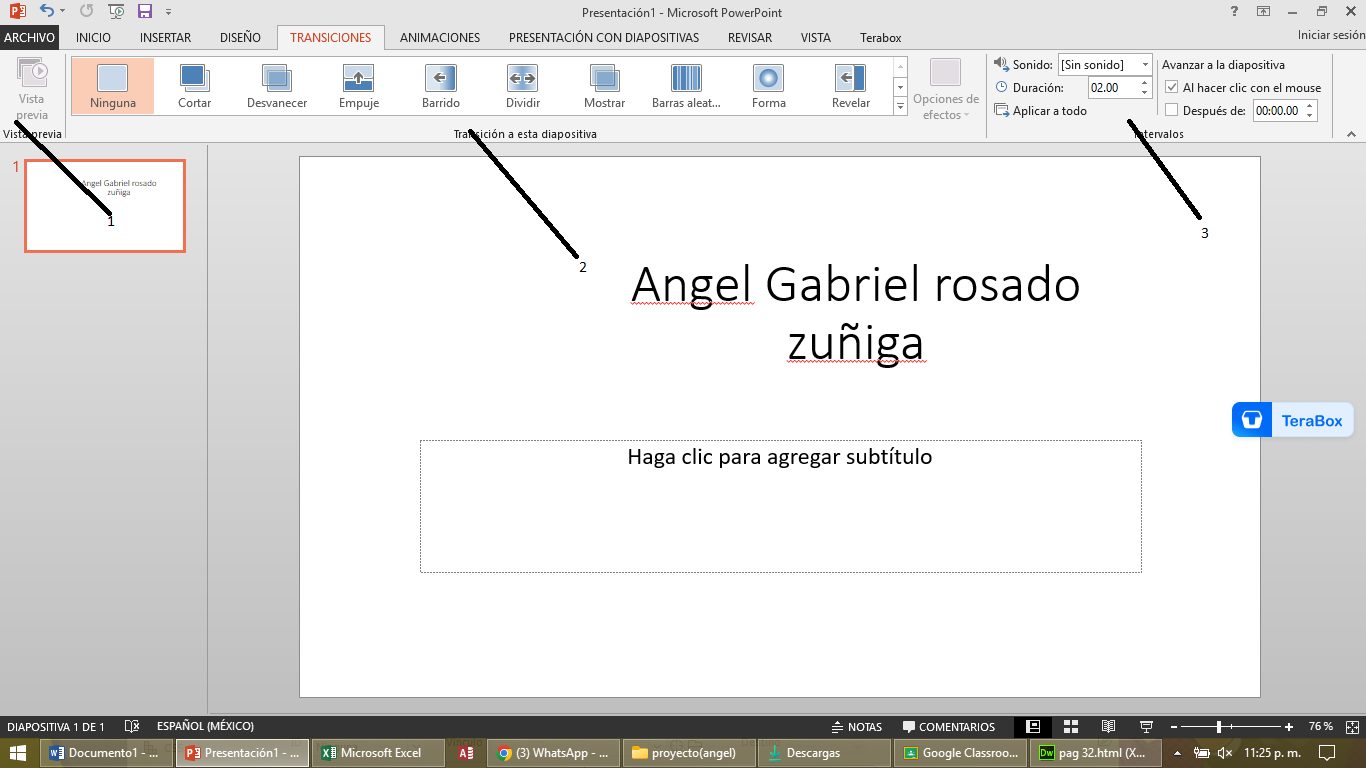 Presentación1 - Microsoft PowerPoint
ARCHIVO INICIO INSERTAR DISEÑO TRANSICIONES ANIMACIONES PRESENTACIÓN CON DIAPOSITIVAS REVISAR VISTA Terabox Iniciar sesión
Vista previa
Ninguna Cortar Desvanecer Empuje Barrido Dividir Mostrar Barras aleat... Forma Revelar
Opciones de efectos
Sonido: [Sin sonido]
Duración: 02.00
Aplicar a todo
Avanzar a la diapositiva
Al hacer clic con el mouse
Después de: 00:00.00
Vista previa Transición a esta diapositiva Intervalos
1
Angel Gabriel rosado
zuñiga
1
2
3
Angel Gabriel rosado
zuñiga
Haga clic para agregar subtítulo
TeraBox
DIAPOSITIVA 1 DE 1 ESPAÑOL (MÉXICO) NOTAS COMENTARIOS 76 %
Documento1 - ... Presentación1 - ... Microsoft Excel (3) WhatsApp - ... proyecto(angel) Descargas Google Classroo... pag 32.html (X... 11:25 p. m.